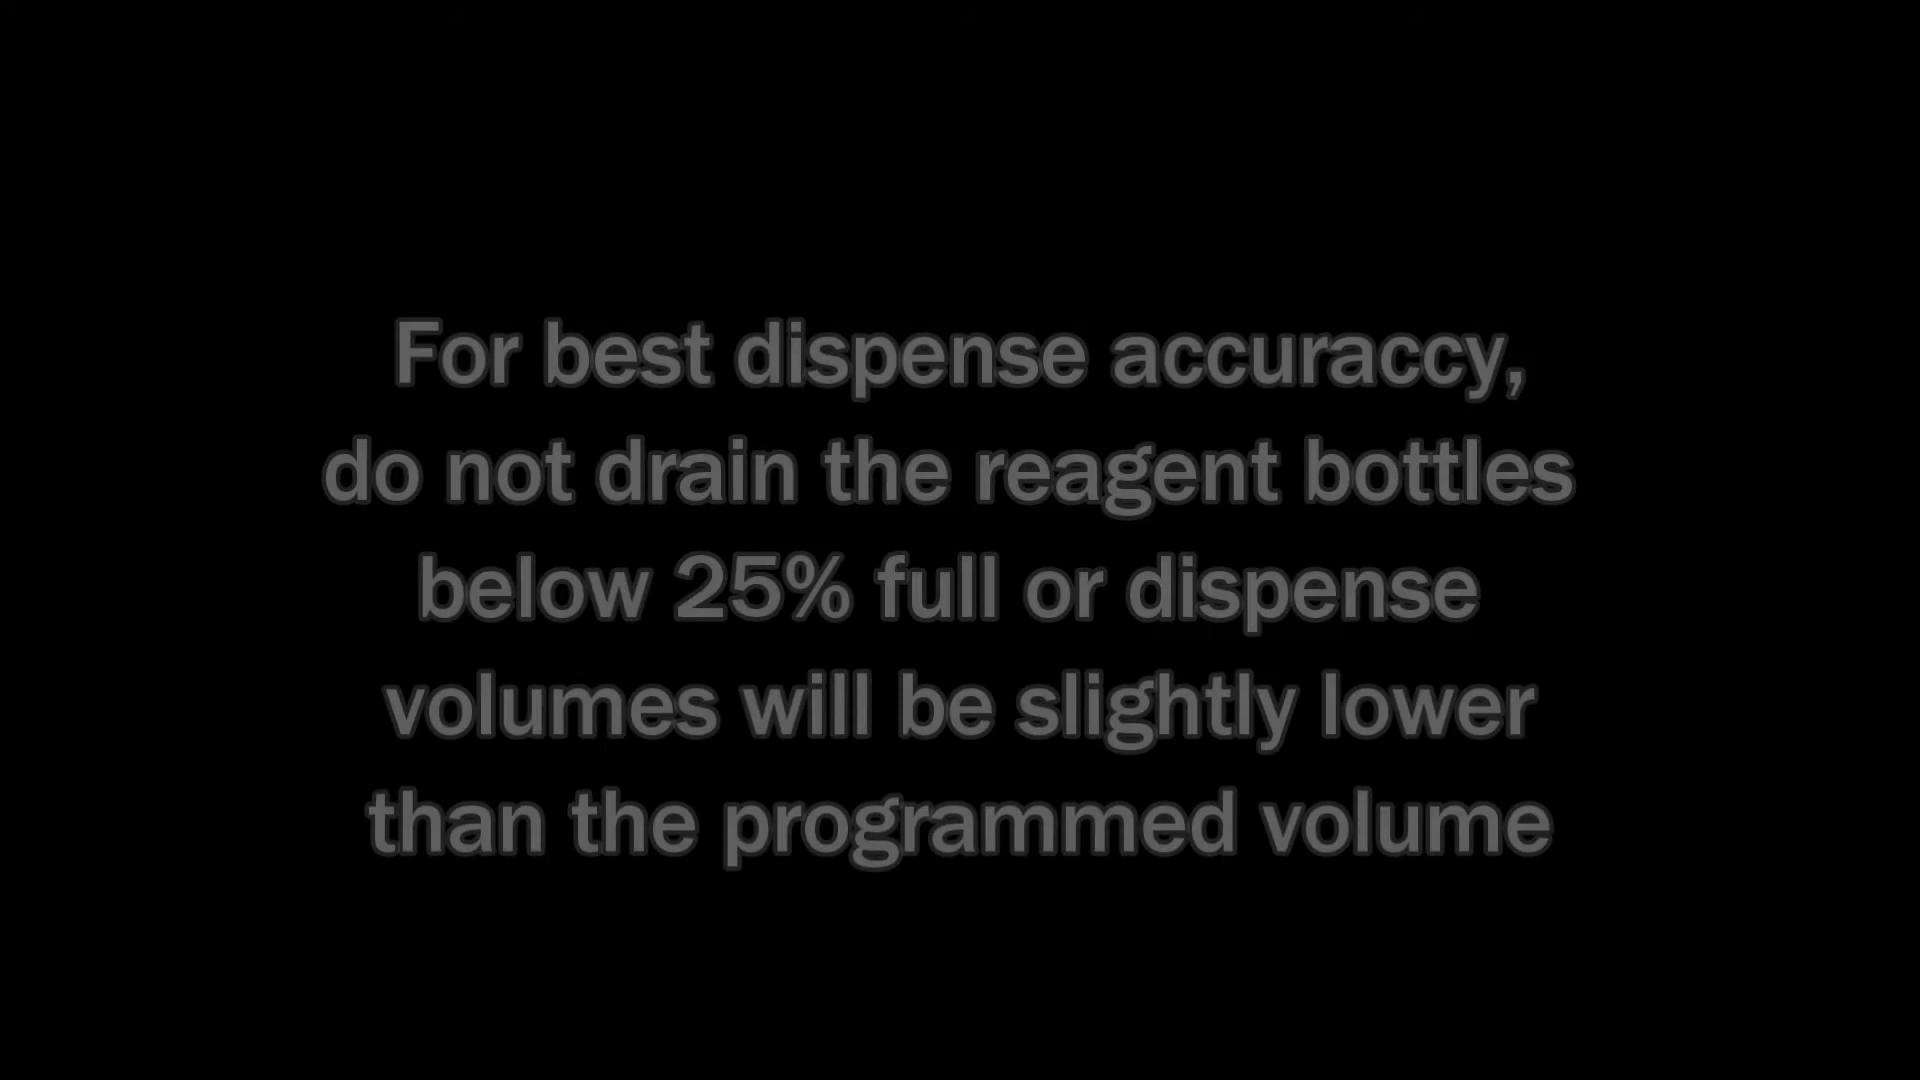 For best dispense accuraccy,
do not drain the reagent bottles
below 25% full or dispense
volumes will be slightly lower
than the programmed volume